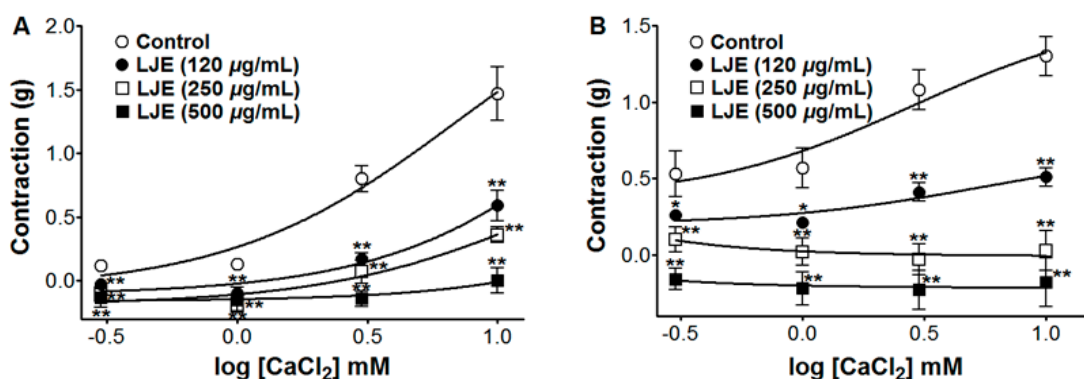 A
Control
LJE (120 µg/mL)
LJE (250 µg/mL)
LJE (500 µg/mL)
Contraction (g)
2.0
1.5
1.0
0.5
0.0
**
**
**
**
**
**
**
**
**
**
**
**
-0.5
0.0
0.5
1.0
log [CaCl₂] mM
B
Control
LJE (120 µg/mL)
LJE (250 µg/mL)
LJE (500 µg/mL)
Contraction (g)
1.5
1.0
0.5
0.0
*
*
**
**
**
**
**
**
**
**
**
**
-0.5
0.0
0.5
1.0
log [CaCl₂] mM